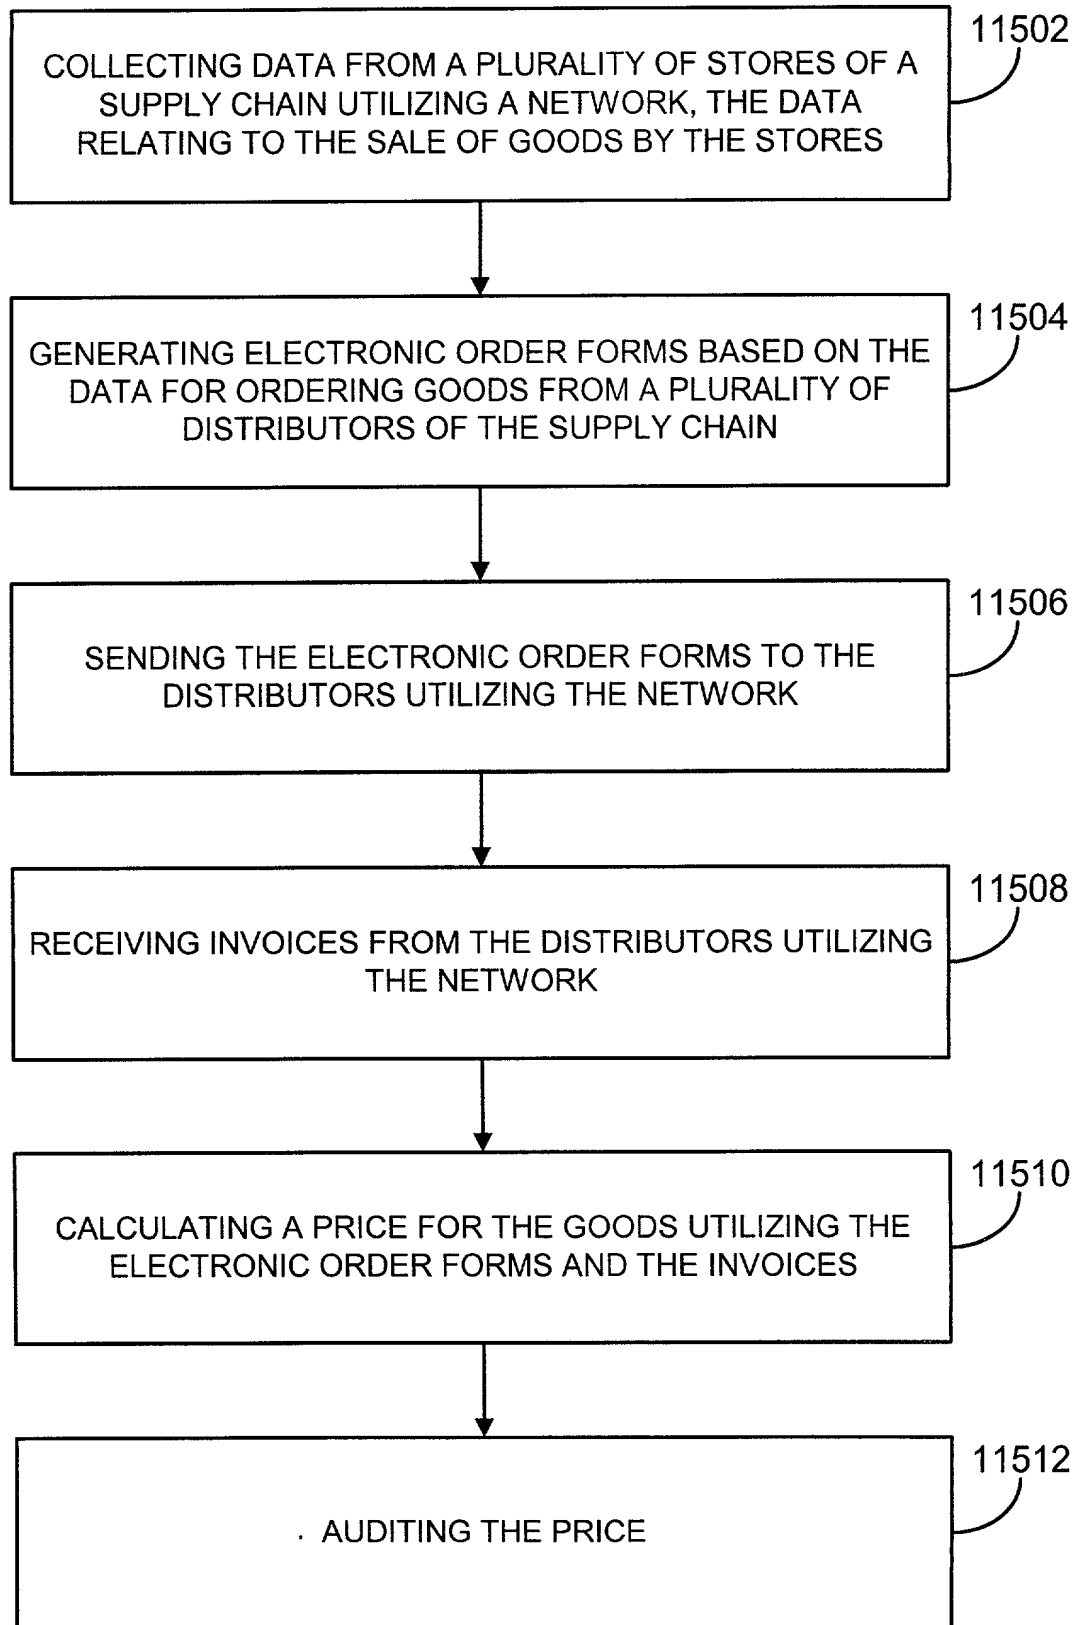 11502
COLLECTING DATA FROM A PLURALITY OF STORES OF A
SUPPLY CHAIN UTILIZING A NETWORK, THE DATA
RELATING TO THE SALE OF GOODS BY THE STORES
11504
GENERATING ELECTRONIC ORDER FORMS BASED ON THE
DATA FOR ORDERING GOODS FROM A PLURALITY OF
DISTRIBUTORS OF THE SUPPLY CHAIN
11506
SENDING THE ELECTRONIC ORDER FORMS TO THE
DISTRIBUTORS UTILIZING THE NETWORK
11508
RECEIVING INVOICES FROM THE DISTRIBUTORS UTILIZING
THE NETWORK
11510
CALCULATING A PRICE FOR THE GOODS UTILIZING THE
ELECTRONIC ORDER FORMS AND THE INVOICES
11512
AUDITING THE PRICE